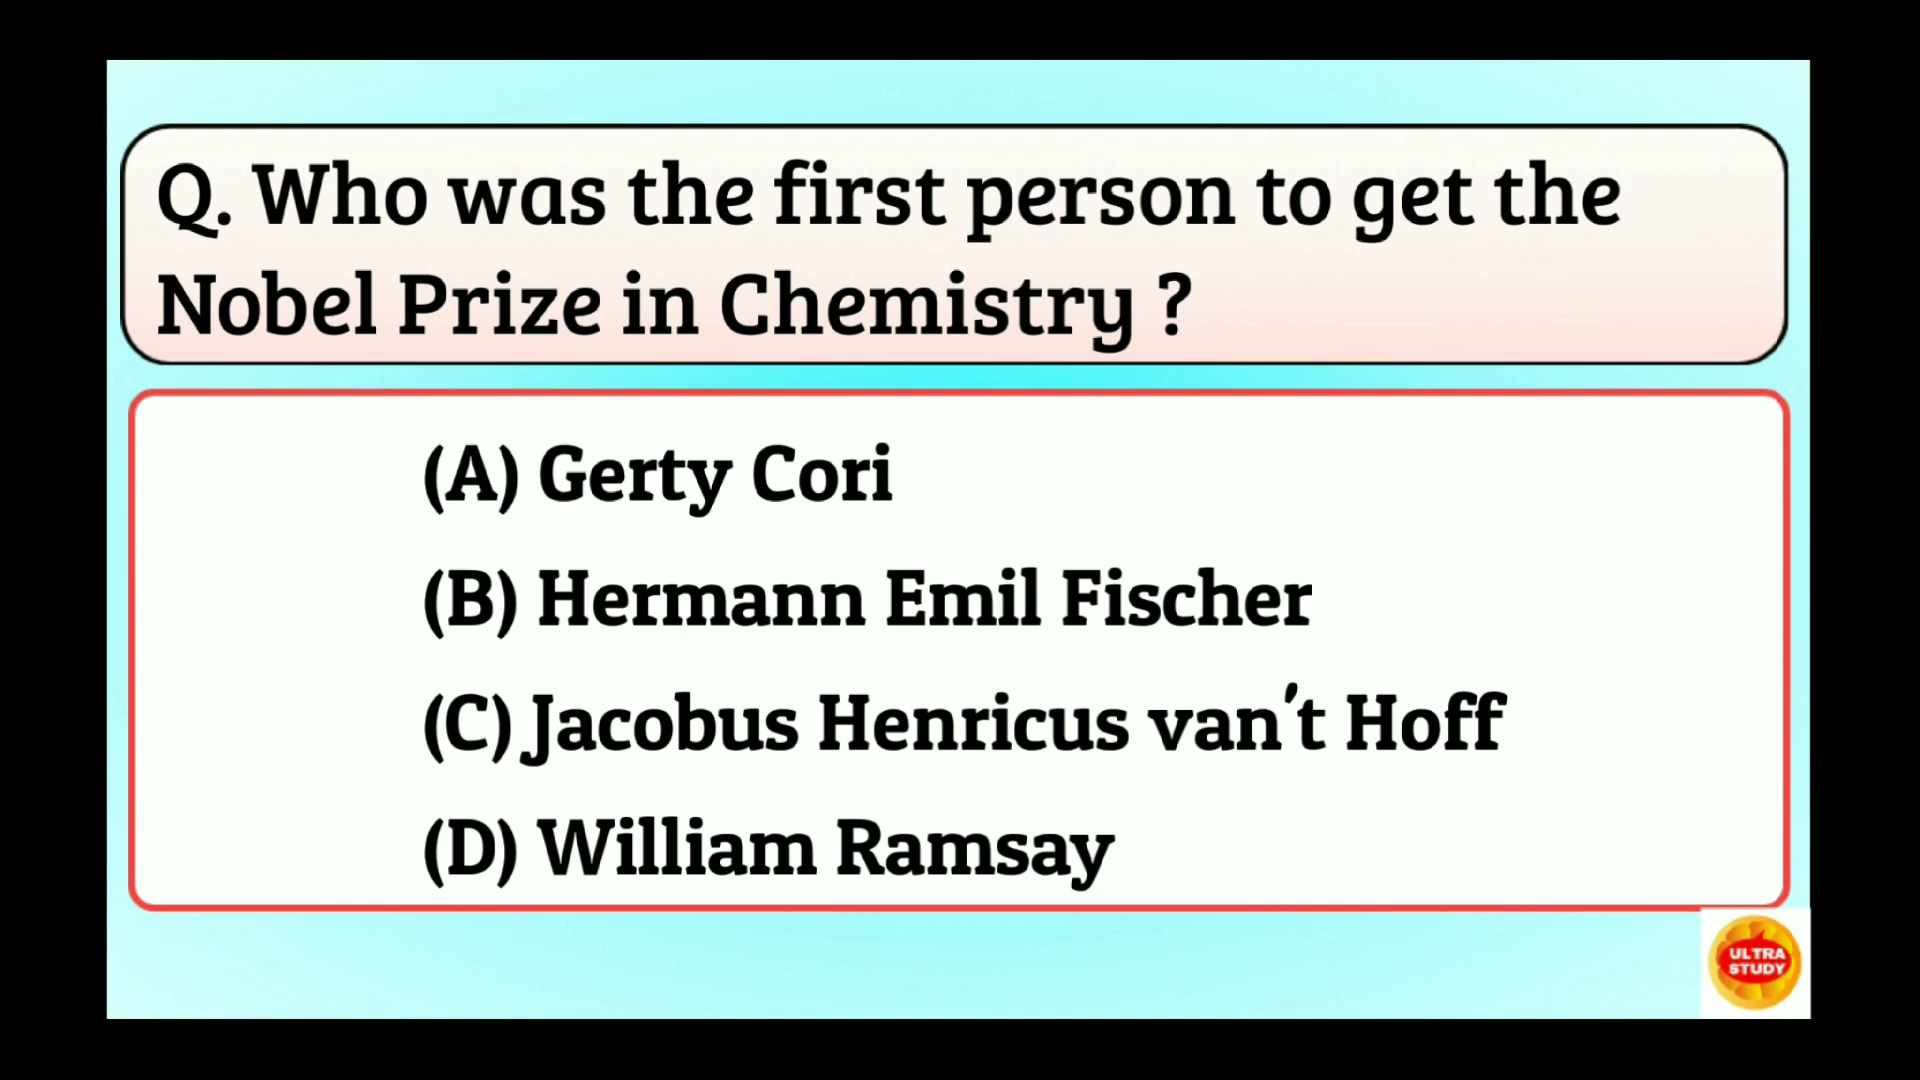 Q. Who was the first person to get the
Nobel Prize in Chemistry ?
(A) Gerty Cori
(B) Hermann Emil Fischer
(C) Jacobus Henricus van't Hoff
(D) William Ramsay
ULTRA
STUDY